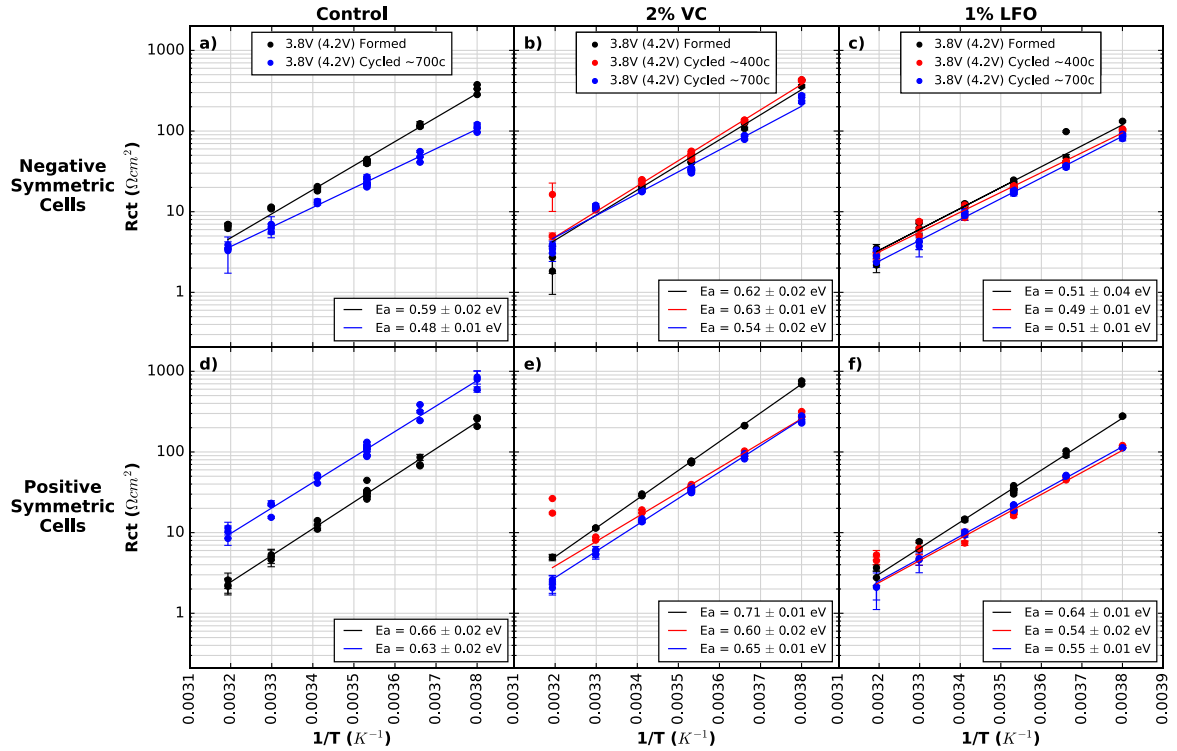 Control
2% VC
1% LFO
a)
3.8V (4.2V) Formed
3.8V (4.2V) Cycled ~700c
b)
3.8V (4.2V) Formed
3.8V (4.2V) Cycled ~400c
3.8V (4.2V) Cycled ~700c
c)
3.8V (4.2V) Formed
3.8V (4.2V) Cycled ~400c
3.8V (4.2V) Cycled ~700c
Negative
Symmetric
Cells
Rct (Ωcm²)
1000
100
10
1
Ea = 0.59 ± 0.02 eV
Ea = 0.48 ± 0.01 eV
Ea = 0.62 ± 0.02 eV
Ea = 0.63 ± 0.01 eV
Ea = 0.54 ± 0.02 eV
Ea = 0.51 ± 0.04 eV
Ea = 0.49 ± 0.01 eV
Ea = 0.51 ± 0.01 eV
d)
e)
f)
Positive
Symmetric
Cells
Rct (Ωcm²)
1000
100
10
1
Ea = 0.66 ± 0.02 eV
Ea = 0.63 ± 0.02 eV
Ea = 0.71 ± 0.01 eV
Ea = 0.60 ± 0.02 eV
Ea = 0.65 ± 0.01 eV
Ea = 0.64 ± 0.01 eV
Ea = 0.54 ± 0.02 eV
Ea = 0.55 ± 0.01 eV
0.0031 0.0032 0.0033 0.0034 0.0035 0.0036 0.0037 0.0038 0.0031 0.0032 0.0033 0.0034 0.0035 0.0036 0.0037 0.0038 0.0031 0.0032 0.0033 0.0034 0.0035 0.0036 0.0037 0.0038 0.0039
1/T (K⁻¹)
1/T (K⁻¹)
1/T (K⁻¹)